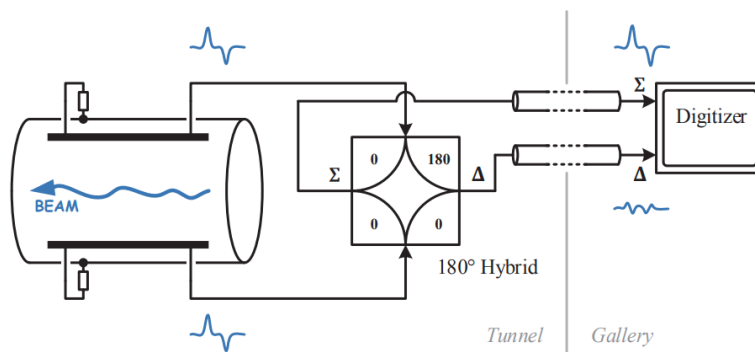 Σ
Digitizer
0
180
Σ
Δ
Δ
BEAM
0
0
180° Hybrid
Tunnel
Gallery